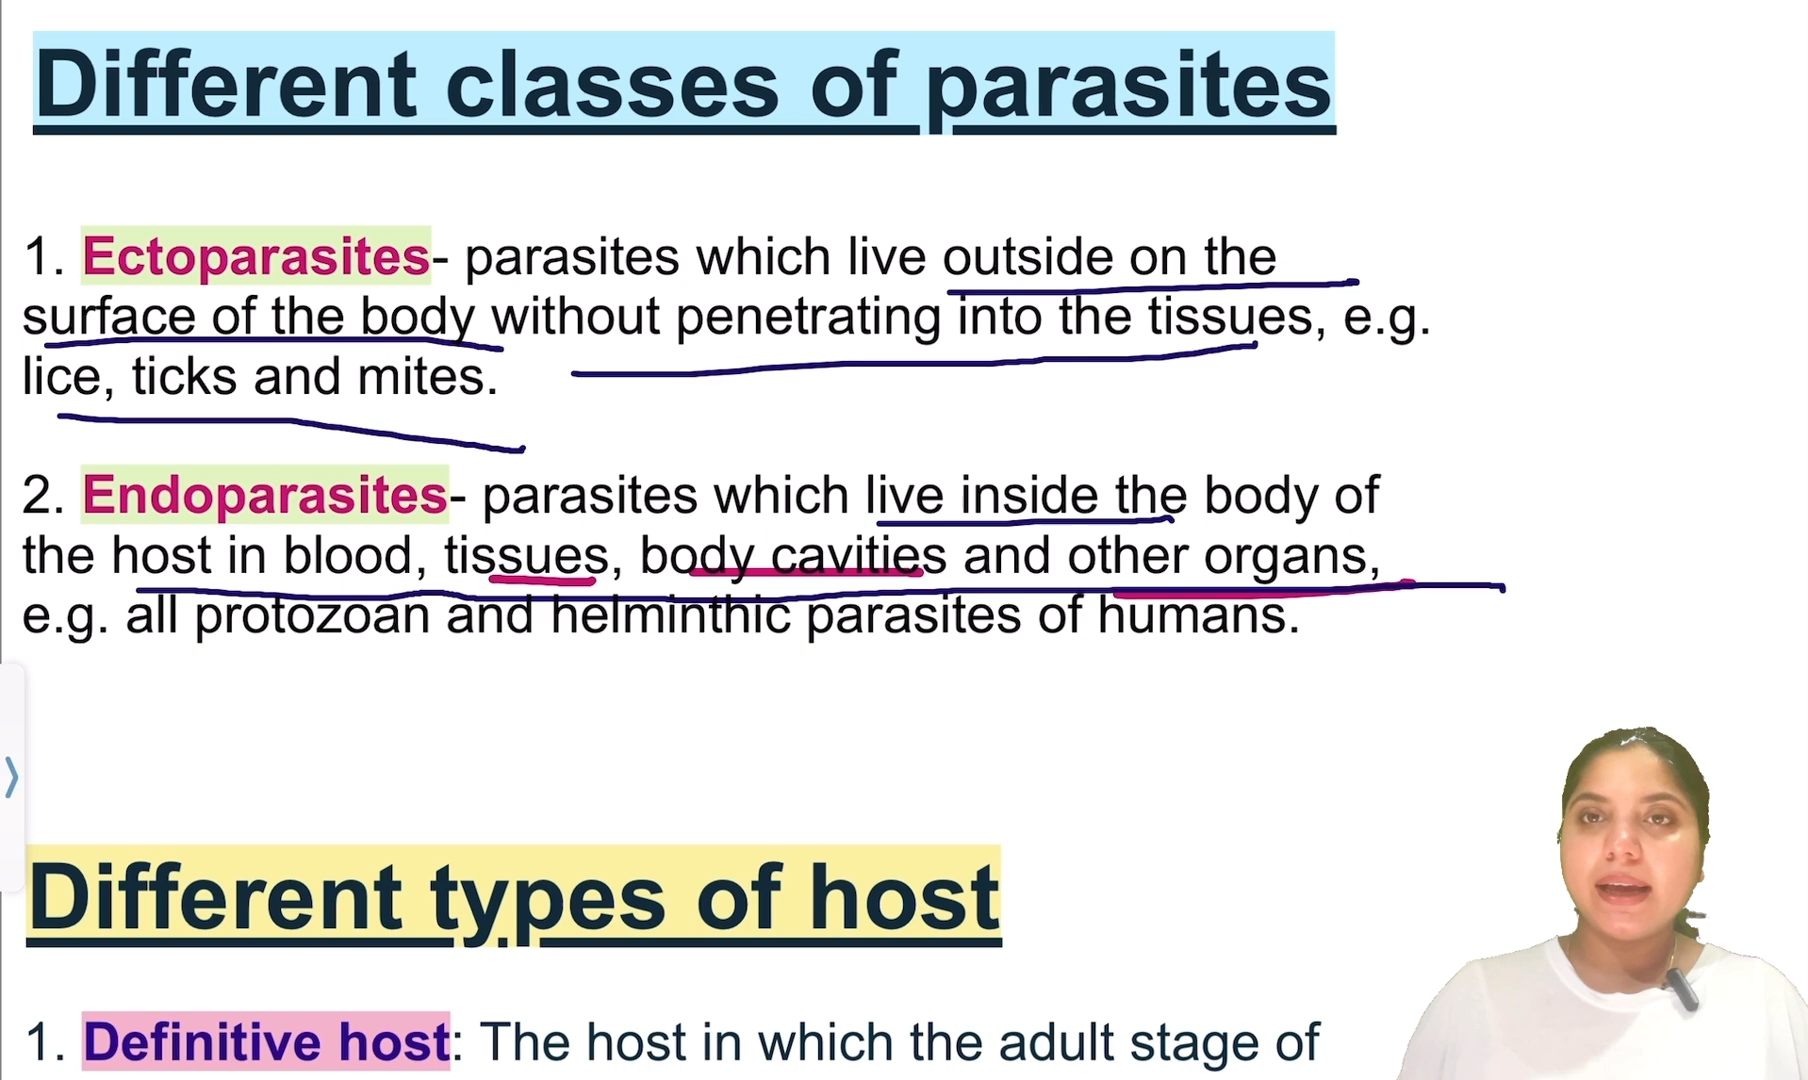 Different classes of parasites
1. Ectoparasites- parasites which live outside on the
surface of the body without penetrating into the tissues, e.g.
lice, ticks and mites.
2. Endoparasites- parasites which live inside the body of
the host in blood, tissues, body cavities and other organs,
e.g. all protozoan and helminthic parasites of humans.
Different types of host
1. Definitive host: The host in which the adult stage of